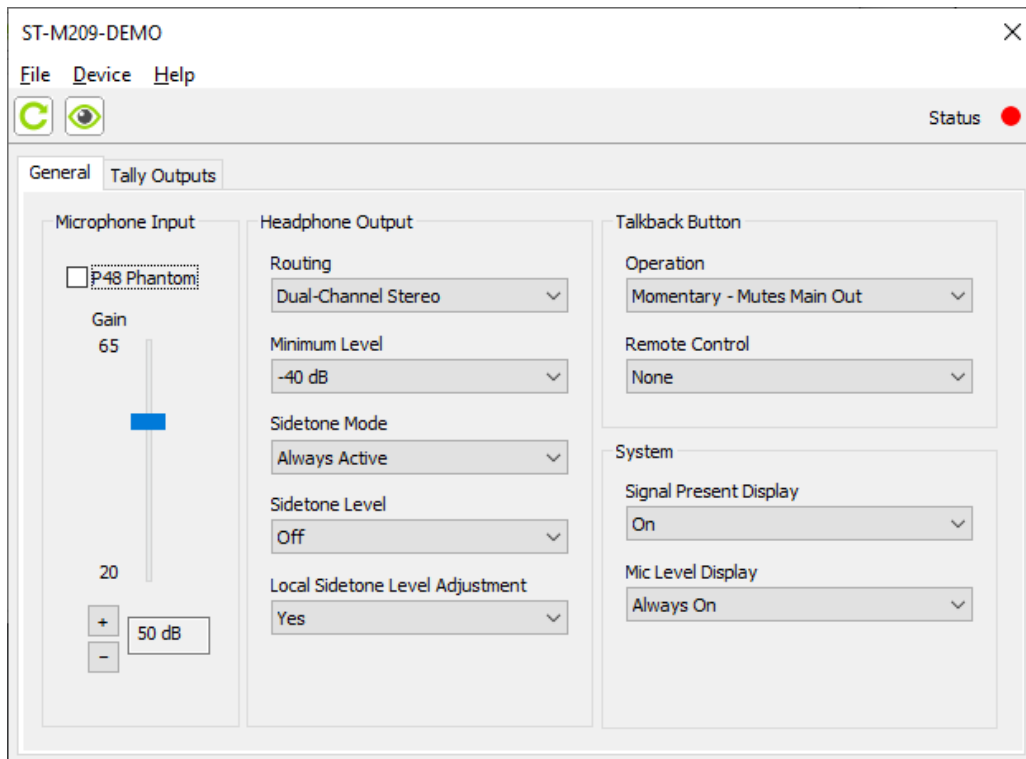 ST-M209-DEMO
File Device Help
Status
General Tally Outputs
Microphone Input
P48 Phantom
Gain
65
20
+
50 dB
−
Headphone Output
Routing
Dual-Channel Stereo
Minimum Level
-40 dB
Sidetone Mode
Always Active
Sidetone Level
Off
Local Sidetone Level Adjustment
Yes
Talkback Button
Operation
Momentary - Mutes Main Out
Remote Control
None
System
Signal Present Display
On
Mic Level Display
Always On